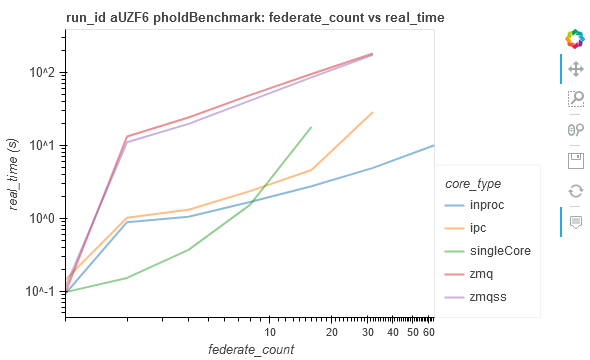 run_id aUZF6 pholdBenchmark: federate_count vs real_time
10^2
10^1
10^0
10^-1
real_time (s)
10
20
30
40
50
60
federate_count
core_type
inproc
ipc
singleCore
zmq
zmqss